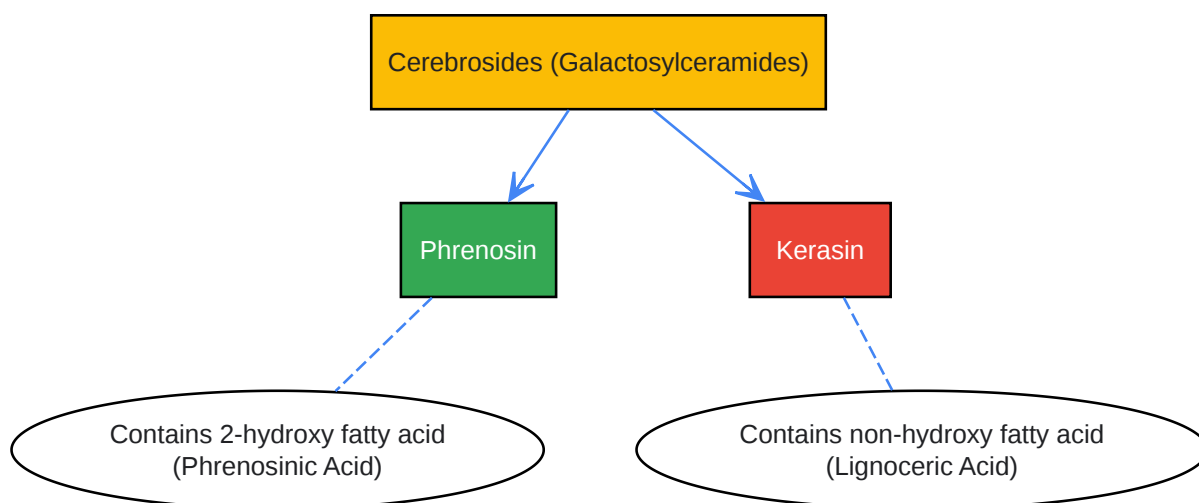 Cerebrosides (Galactosylceramides)
Phrenosin
Kerasin
Contains 2-hydroxy fatty acid
(Phrenosinic Acid)
Contains non-hydroxy fatty acid
(Lignoceric Acid)